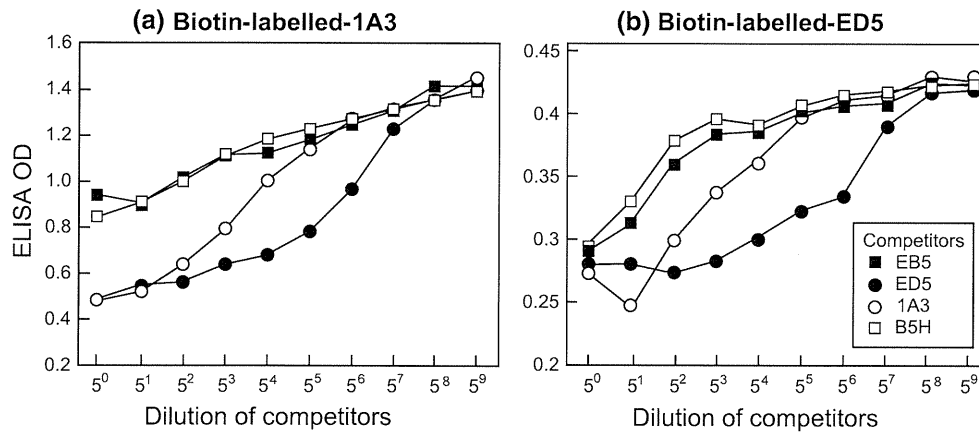 (a) Biotin-labelled-1A3
(b) Biotin-labelled-ED5
ELISA OD
1.6
1.4
1.2
1.0
0.8
0.6
0.4
0.2
5⁰ 5¹ 5² 5³ 5⁴ 5⁵ 5⁶ 5⁷ 5⁸ 5⁹
Dilution of competitors
0.45
0.4
0.35
0.3
0.25
0.2
5⁰ 5¹ 5² 5³ 5⁴ 5⁵ 5⁶ 5⁷ 5⁸ 5⁹
Dilution of competitors
Competitors
EB5
ED5
1A3
B5H